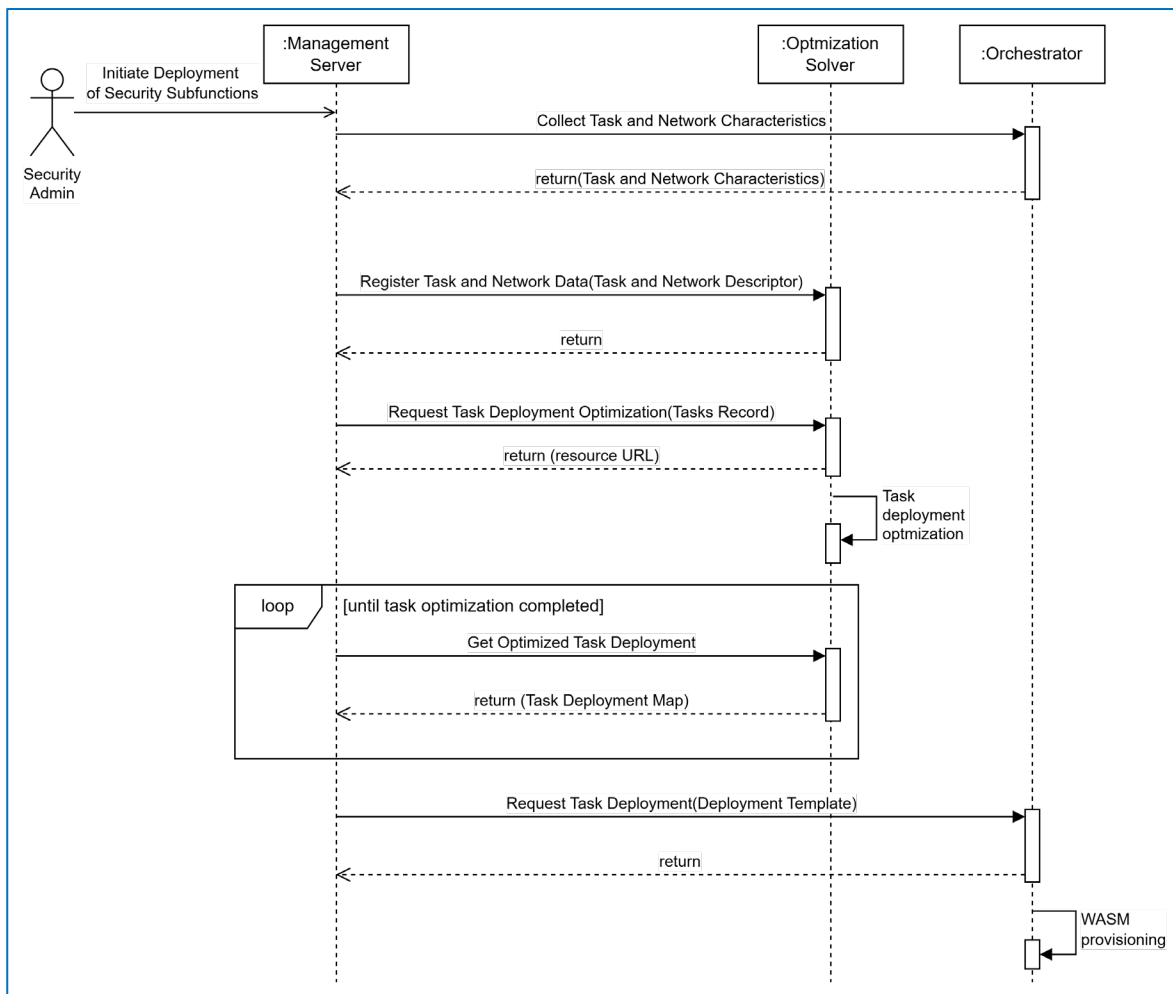 :Management
Server
:Optmization
Solver
:Orchestrator
Initiate Deployment
of Security Subfunctions
Security
Admin
Collect Task and Network Characteristics
return(Task and Network Characteristics)
Register Task and Network Data(Task and Network Descriptor)
return
Request Task Deployment Optimization(Tasks Record)
return (resource URL)
Task
deployment
optmization
loop
[until task optimization completed]
Get Optimized Task Deployment
return (Task Deployment Map)
Request Task Deployment(Deployment Template)
return
WASM
provisioning